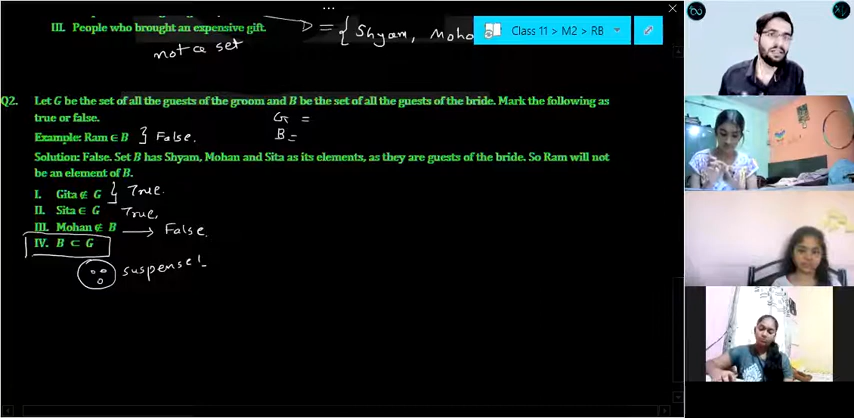 ...
III. People who brought an expensive gift.
= { Shyam, Moha
Class 11 > M2 > RB
not a set
Q2. Let G be the set of all the guests of the groom and B be the set of all the guests of the bride. Mark the following as
true or false.
G =
Example: Ram ∈ B } False.
B =
Solution: False. Set B has Shyam, Mohan and Sita as its elements, as they are guests of the bride. So Ram will not
be an element of B.
I. Gita ∉ G } True.
II. Sita ∈ G True.
III. Mohan ∉ B → False.
IV. B ⊂ G
suspense!